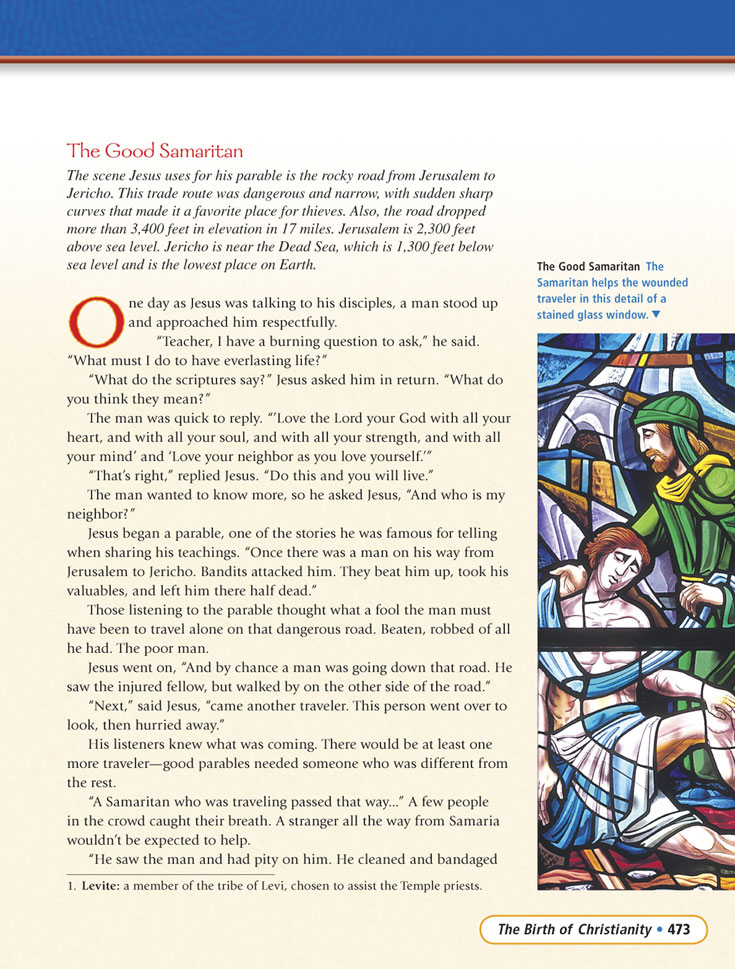 The Good Samaritan
The scene Jesus uses for his parable is the rocky road from Jerusalem to
Jericho. This trade route was dangerous and narrow, with sudden sharp
curves that made it a favorite place for thieves. Also, the road dropped
more than 3,400 feet in elevation in 17 miles. Jerusalem is 2,300 feet
above sea level. Jericho is near the Dead Sea, which is 1,300 feet below
sea level and is the lowest place on Earth.
One day as Jesus was talking to his disciples, a man stood up
and approached him respectfully.
“Teacher, I have a burning question to ask,” he said.
“What must I do to have everlasting life?”
“What do the scriptures say?” Jesus asked him in return. “What do
you think they mean?”
The man was quick to reply. “’Love the Lord your God with all your
heart, and with all your soul, and with all your strength, and with all
your mind’ and ‘Love your neighbor as you love yourself.’”
“That’s right,” replied Jesus. “Do this and you will live.”
The man wanted to know more, so he asked Jesus, “And who is my
neighbor?”
Jesus began a parable, one of the stories he was famous for telling
when sharing his teachings. “Once there was a man on his way from
Jerusalem to Jericho. Bandits attacked him. They beat him up, took his
valuables, and left him there half dead.”
Those listening to the parable thought what a fool the man must
have been to travel alone on that dangerous road. Beaten, robbed of all
he had. The poor man.
Jesus went on, “And by chance a man was going down that road. He
saw the injured fellow, but walked by on the other side of the road.”
“Next,” said Jesus, “came another traveler. This person went over to
look, then hurried away.”
His listeners knew what was coming. There would be at least one
more traveler—good parables needed someone who was different from
the rest.
“A Samaritan who was traveling passed that way...” A few people
in the crowd caught their breath. A stranger all the way from Samaria
wouldn’t be expected to help.
“He saw the man and had pity on him. He cleaned and bandaged
1. Levite: a member of the tribe of Levi, chosen to assist the Temple priests.
The Good Samaritan The
Samaritan helps the wounded
traveler in this detail of a
stained glass window. ▼
The Birth of Christianity • 473